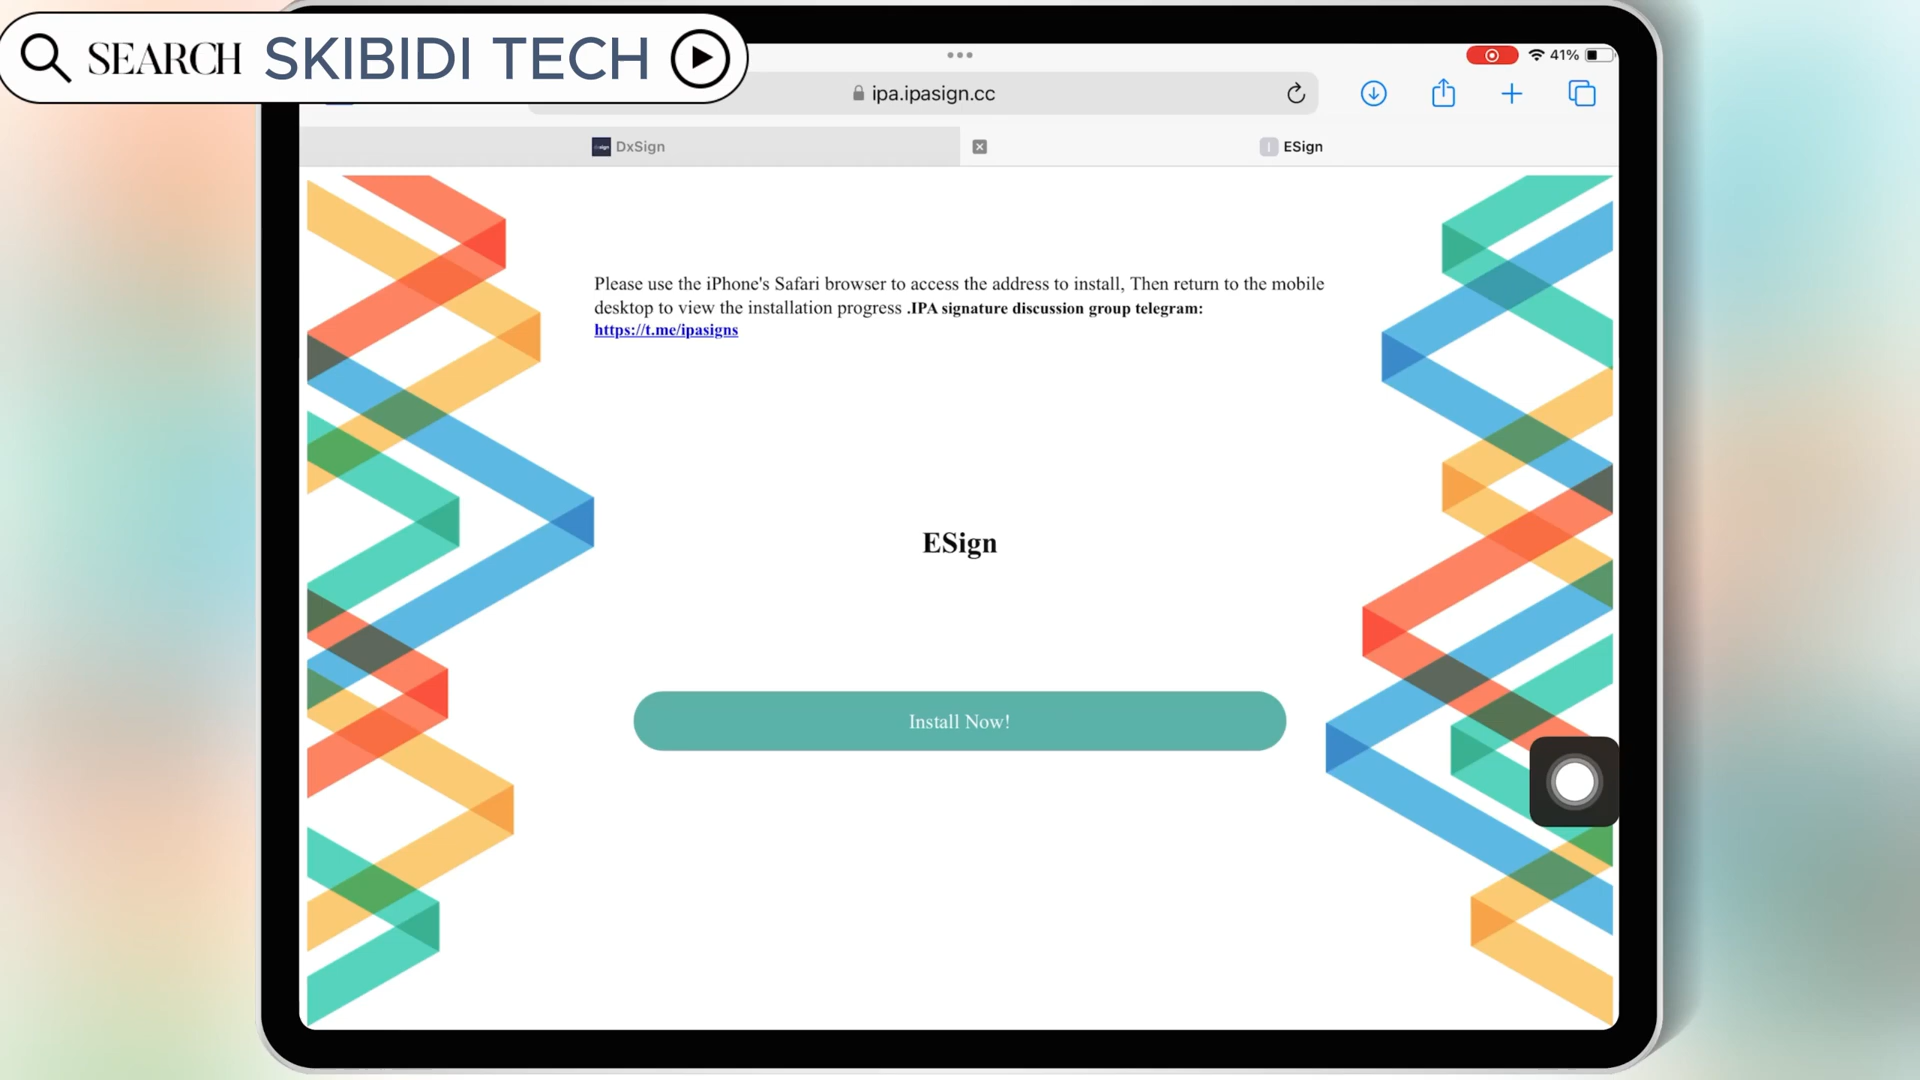 SEARCH SKIBIDI TECH
41%
ipa.ipasign.cc
DxSign
ESign
Please use the iPhone's Safari browser to access the address to install, Then return to the mobile
desktop to view the installation progress .IPA signature discussion group telegram:
https://t.me/ipasigns
ESign
Install Now!